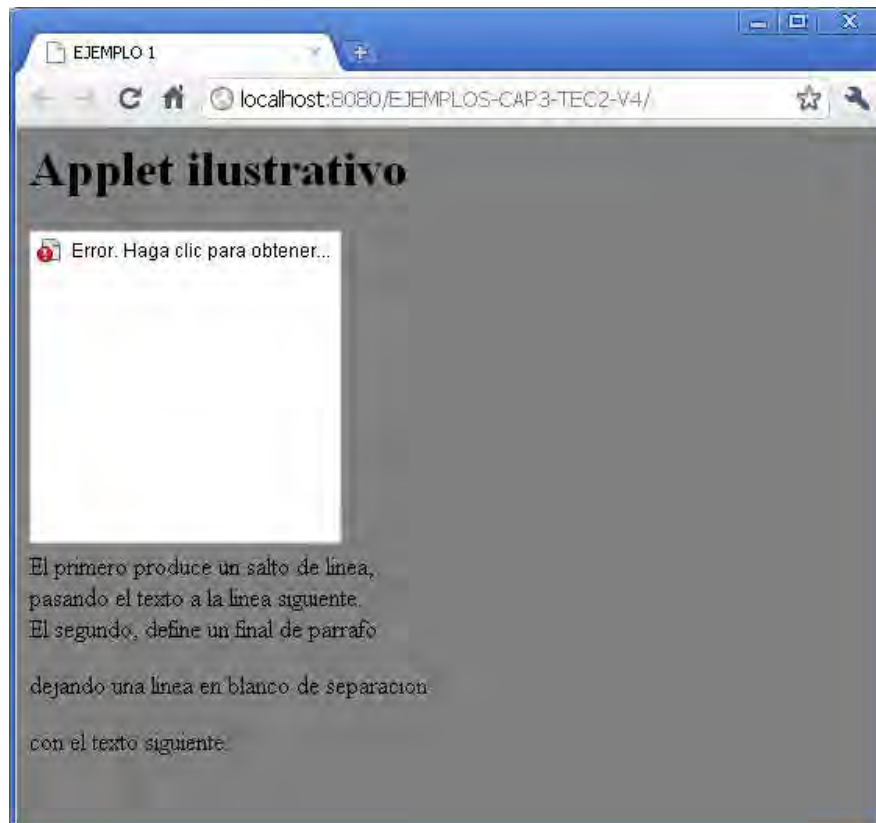 EJEMPLO 1
localhost:8080/EJEMPLOS-CAP3-TEC2-V4/
Applet ilustrativo
Error. Haga clic para obtener...
El primero produce un salto de linea,
pasando el texto a la linea siguiente.
El segundo, define un final de parrafo
dejando una linea en blanco de separacion
con el texto siguiente.